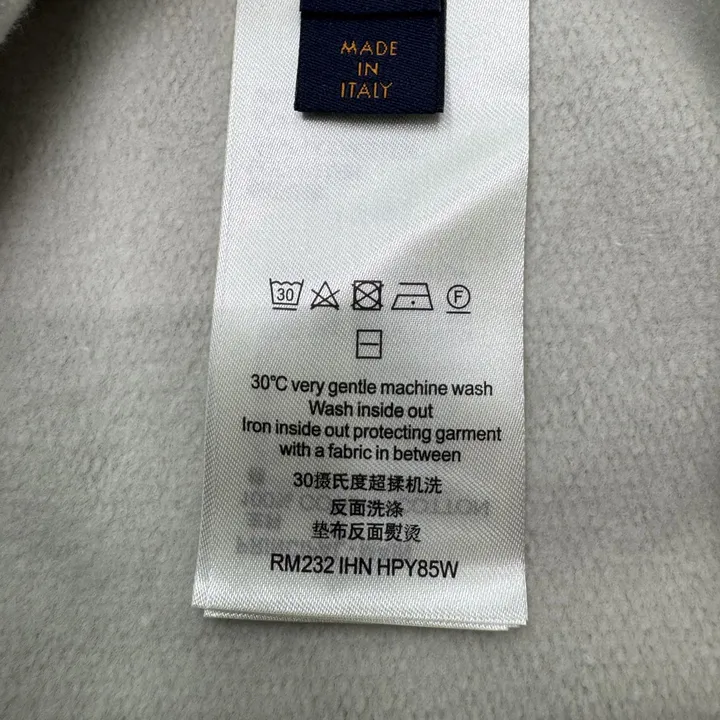 MADE
IN
ITALY
30
F
30℃ very gentle machine wash
Wash inside out
Iron inside out protecting garment
with a fabric in between
30摄氏度超揉机洗
反面洗涤
垫布反面熨烫
RM232 IHN HPY85W